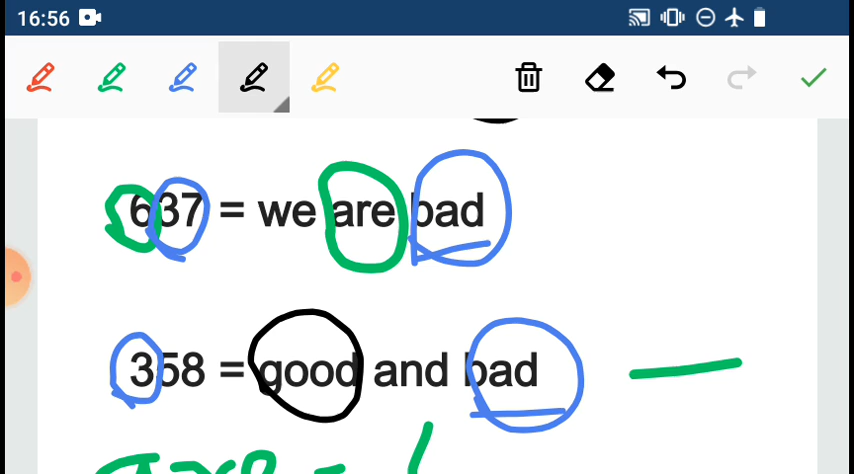 16:56
637 = we are bad
358 = good and bad